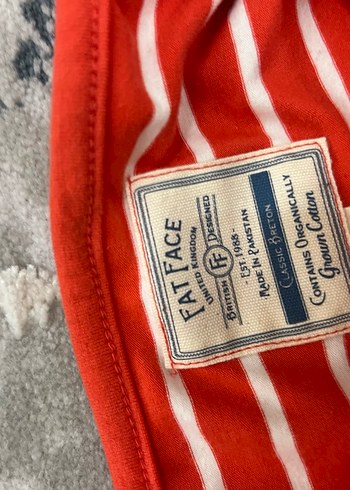 FAT FACE
UNITED KINGDOM
BRITISH FF DESIGNED
- EST. 1988 -
MADE IN PAKISTAN
CLASSIC BRETON
CONTAINS ORGANICALLY
Grown Cotton